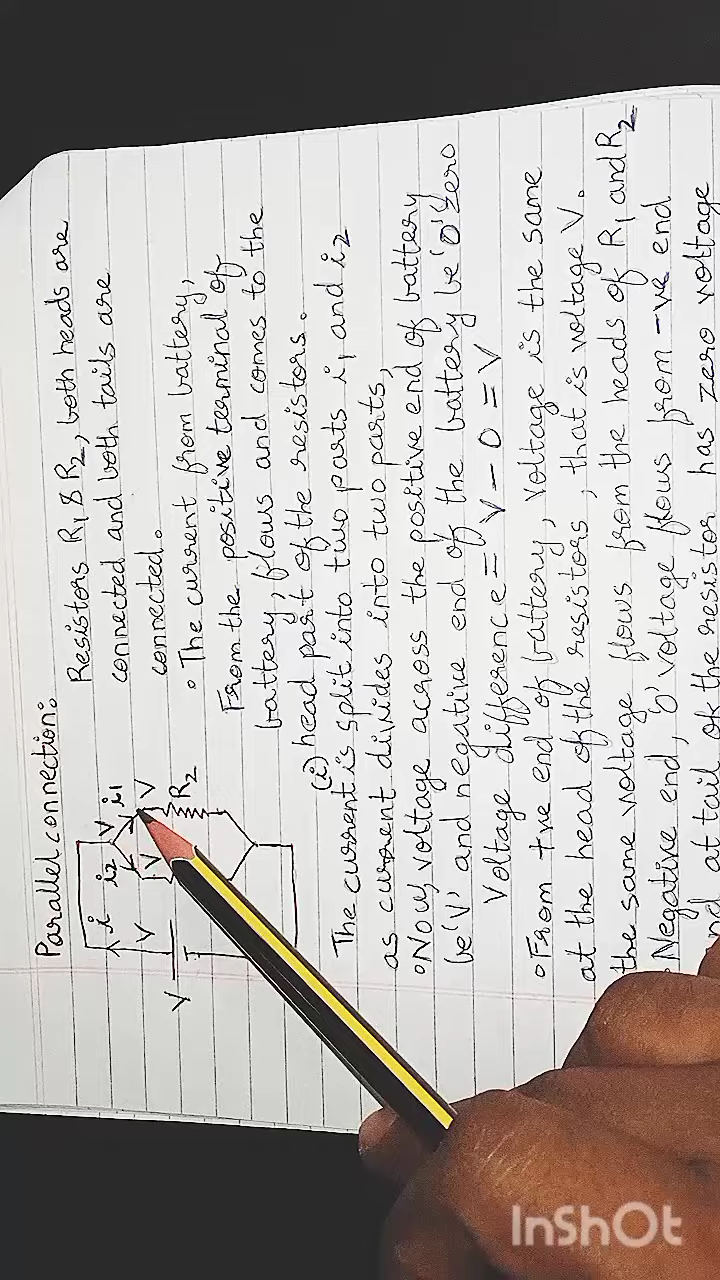 Parallel connection:
Resistors R1 & R2, both heads are
connected and both tails are
connected.
• The current from battery,
From the positive terminal of
battery, flows and comes to the
(i) head part of the resistors.
The current is split into two parts i1 and i2
as current divides into two parts,
• Now, voltage across the positive end of battery
be 'V' and negative end of the battery be '0' zero
Voltage difference = V - 0 = V
• From +ve end of battery, voltage is the same
at the head of the resistors, that is voltage V.
the same voltage flows from the heads of R1 and R2
• Negative end, '0' voltage flows from -ve end
at tail of the resistor has zero voltage
i
i2
V
i1
V
V
V
R2
V
InShOt